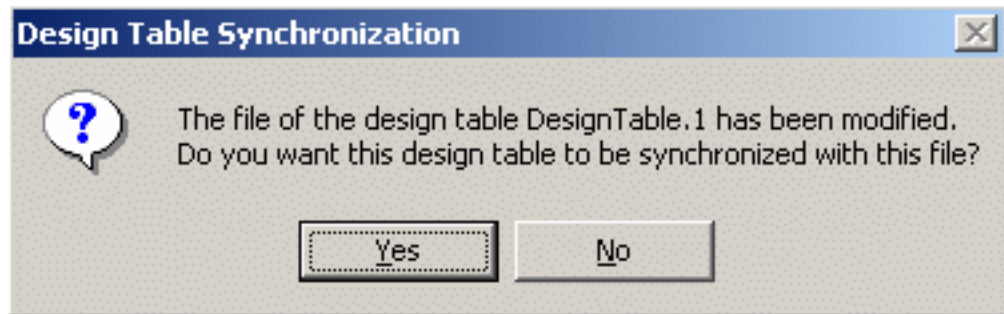 Design Table Synchronization
The file of the design table DesignTable.1 has been modified.
Do you want this design table to be synchronized with this file?
Yes No